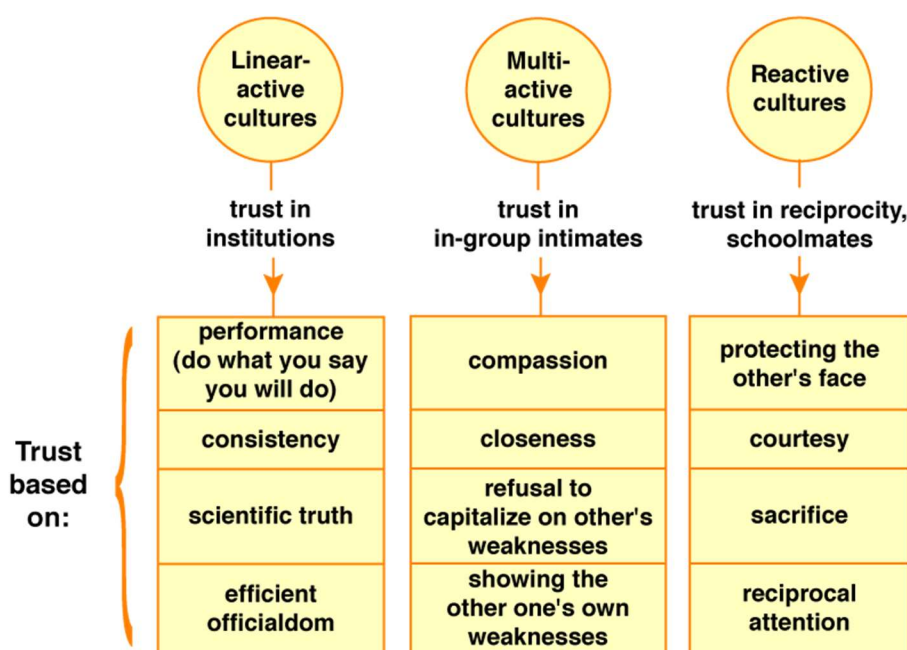 Linear-
active
cultures
Multi-
active
cultures
Reactive
cultures
trust in
institutions
trust in
in-group intimates
trust in reciprocity,
schoolmates
Trust
based
on:
performance
(do what you say
you will do)
compassion
protecting the
other's face
consistency
closeness
courtesy
scientific truth
refusal to
capitalize on other's
weaknesses
sacrifice
efficient
officialdom
showing the
other one's own
weaknesses
reciprocal
attention